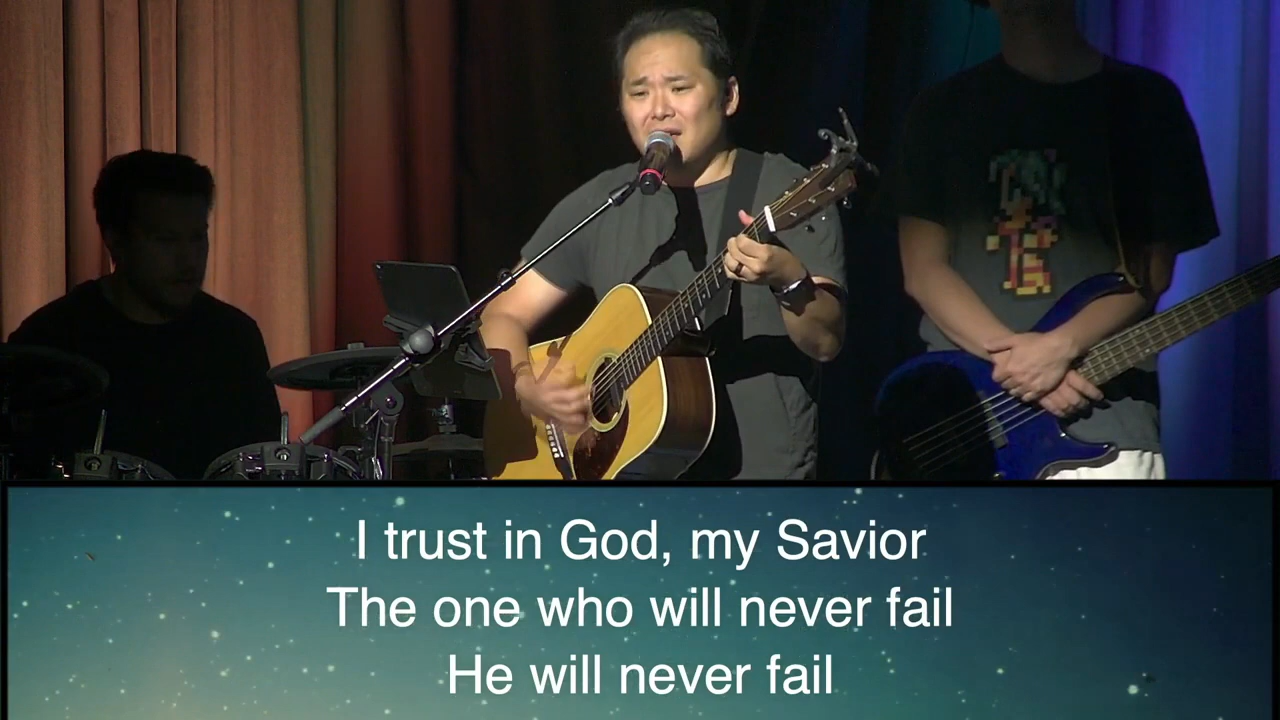 I trust in God, my Savior
The one who will never fail
He will never fail